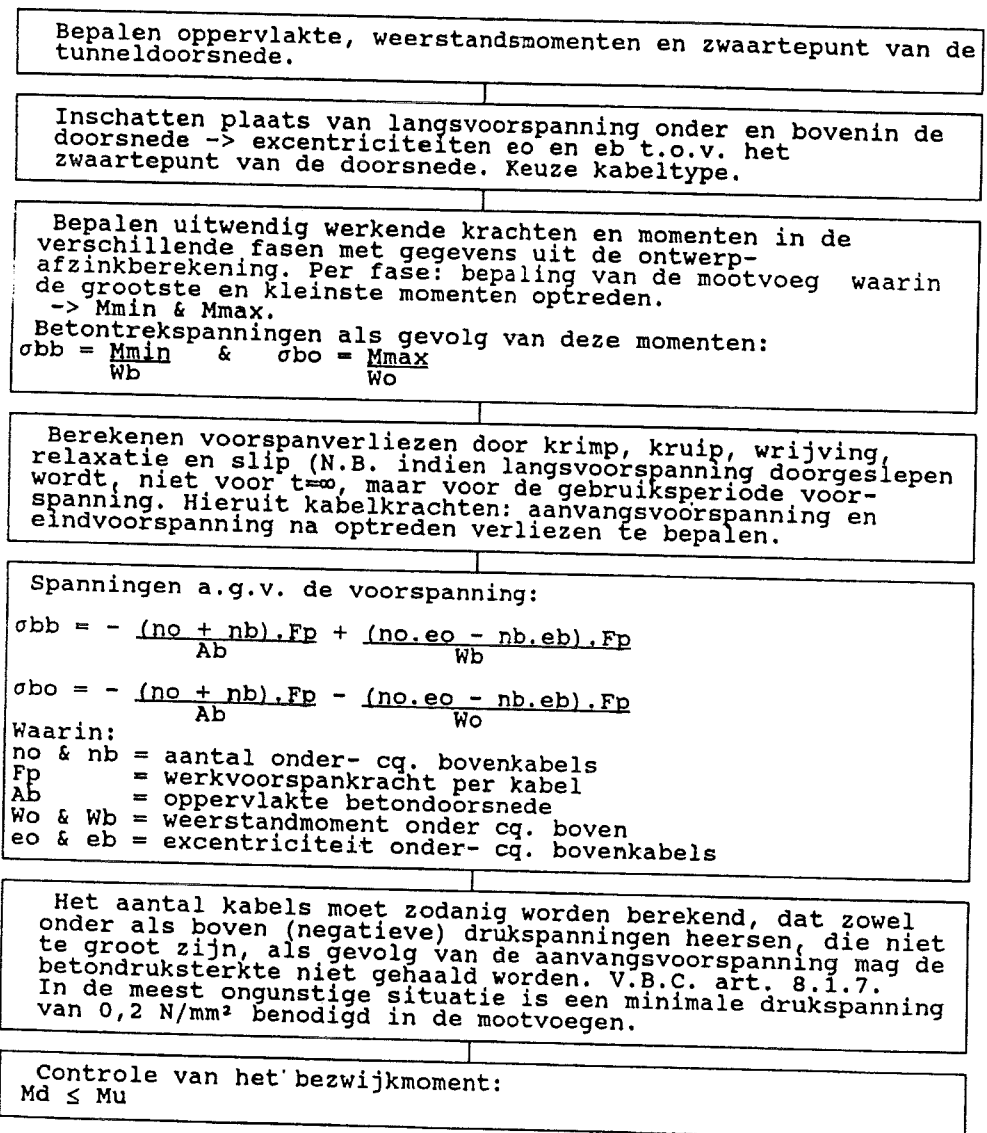 Bepalen oppervlakte, weerstandsmomenten en zwaartepunt van de
tunneldoorsnede.
Inschatten plaats van langsvoorspanning onder en bovenin de
doorsnede -> excentriciteiten eo en eb t.o.v. het
zwaartepunt van de doorsnede. Keuze kabeltype.
Bepalen uitwendig werkende krachten en momenten in de
verschillende fasen met gegevens uit de ontwerp-
afzinkberekening. Per fase: bepaling van de mootvoeg waarin
de grootste en kleinste momenten optreden.
-> Mmin & Mmax.
Betontrekspanningen als gevolg van deze momenten:
σbb = Mmin & σbo = Mmax
Wb Wo
Berekenen voorspanverliezen door krimp, kruip, wrijving,
relaxatie en slip (N.B. indien langsvoorspanning doorgeslepen
wordt, niet voor t=∞, maar voor de gebruiksperiode voor-
spanning. Hieruit kabelkrachten: aanvangsvoorspanning en
eindvoorspanning na optreden verliezen te bepalen.
Spanningen a.g.v. de voorspanning:
σbb = - (no + nb).Fp + (no.eo - nb.eb).Fp
Ab Wb
σbo = - (no + nb).Fp - (no.eo - nb.eb).Fp
Ab Wo
Waarin:
no & nb = aantal onder- cq. bovenkabels
Fp = werkvoorspankracht per kabel
Ab = oppervlakte betondoorsnede
Wo & Wb = weerstandmoment onder cq. boven
eo & eb = excentriciteit onder- cq. bovenkabels
Het aantal kabels moet zodanig worden berekend, dat zowel
onder als boven (negatieve) drukspanningen heersen, die niet
te groot zijn, als gevolg van de aanvangsvoorspanning mag de
betondruksterkte niet gehaald worden. V.B.C. art. 8.1.7.
In de meest ongunstige situatie is een minimale drukspanning
van 0,2 N/mm² benodigd in de mootvoegen.
Controle van het bezwijkmoment:
Md ≤ Mu